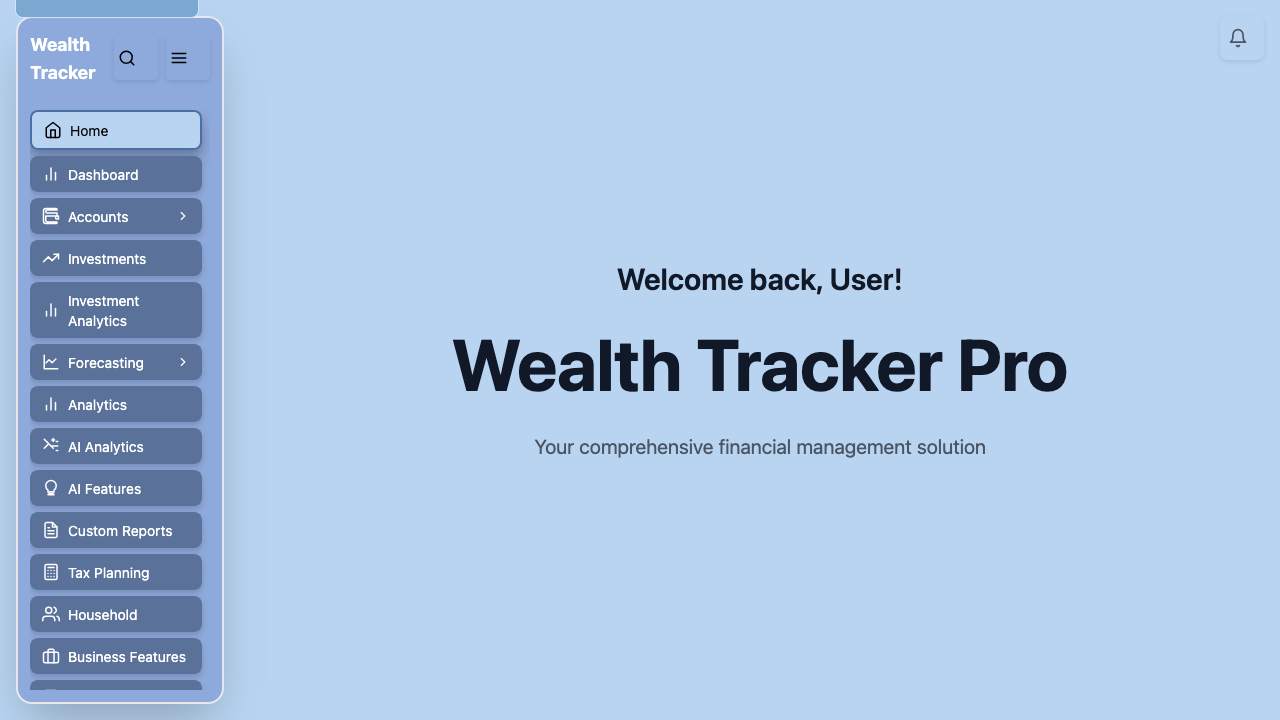 Wealth
Tracker
Home
Dashboard
Accounts
Investments
Investment
Analytics
Forecasting
Analytics
AI Analytics
AI Features
Custom Reports
Tax Planning
Household
Business Features
Welcome back, User!
Wealth Tracker Pro
Your comprehensive financial management solution